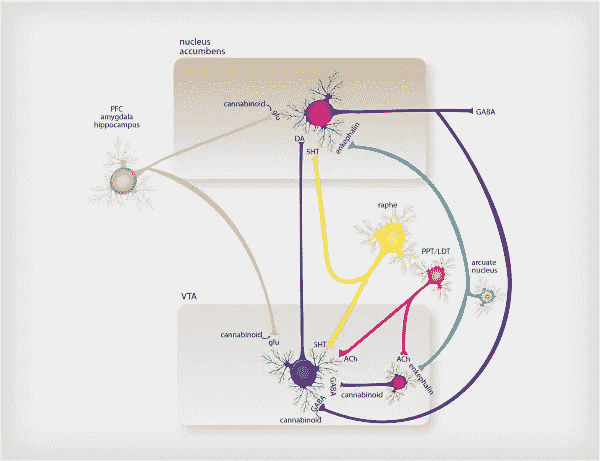 nucleus
accumbens
PFC
amygdala
hippocampus
cannabinoid
glu
GABA
DA
5HT
enkephalin
raphe
PPT/LDT
arcuate
nucleus
VTA
cannabinoid
glu
5HT
ACh
ACh
enkephalin
GABA
cannabinoid
GABA
cannabinoid